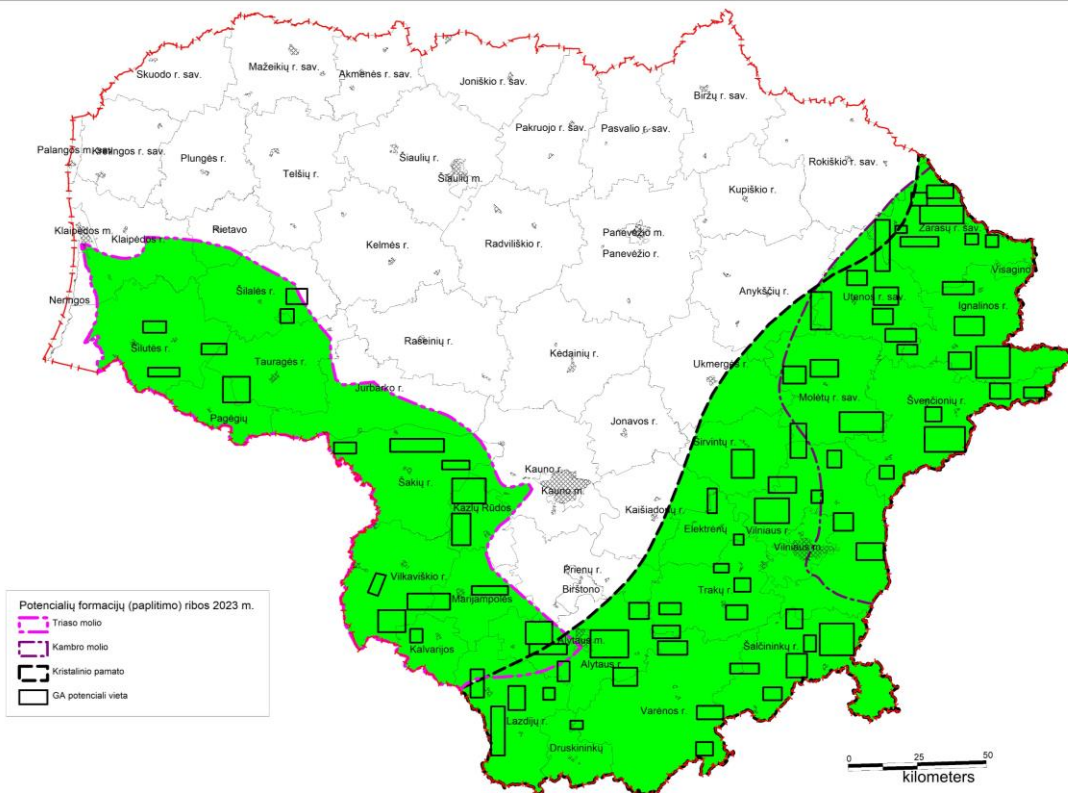 Skuodo r. sav.
Mažeikių r. sav.
Akmenės r. sav.
Joniškio r. sav.
Biržų r. sav.
Pakruojo r. sav.
Pasvalio r. sav.
Palangos m. sav.
Kretingos r. sav.
Plungės r.
Telšių r.
Šiaulių r.
Šiaulių m.
Rokiškio r. sav.
Kupiškio r.
Klaipėdos m.
Klaipėdos r.
Rietavo
Kelmės r.
Radviliškio r.
Panevėžio m.
Panevėžio r.
Zarasų sav.
Visagino
Neringos
Šilalės r.
Anykščių r.
Utenos r. sav.
Ignalinos r.
Šilutės r.
Tauragės r.
Raseinių r.
Kėdainių r.
Ukmergės r.
Jurbarko r.
Molėtų r. sav.
Švenčionių r.
Pagėgių
Jonavos r.
Širvintų r.
Šakių r.
Kauno r.
Kauno m.
Kazlų Rūdos
Kaišiadorių r.
Elektrėnų
Vilniaus r.
Vilniaus m.
Vilkaviškio r.
Marijampolės
Prienų r.
Birštono
Trakų r.
Kalvarijos
Alytaus m.
Alytaus r.
Šalčininkų r.
Lazdijų r.
Varėnos r.
Druskininkų
Potencialių formacijų (paplitimo) ribos 2023 m.
Triaso molio
Kambro molio
Kristalinio pamato
GA potenciali vieta
0 25 50
kilometers